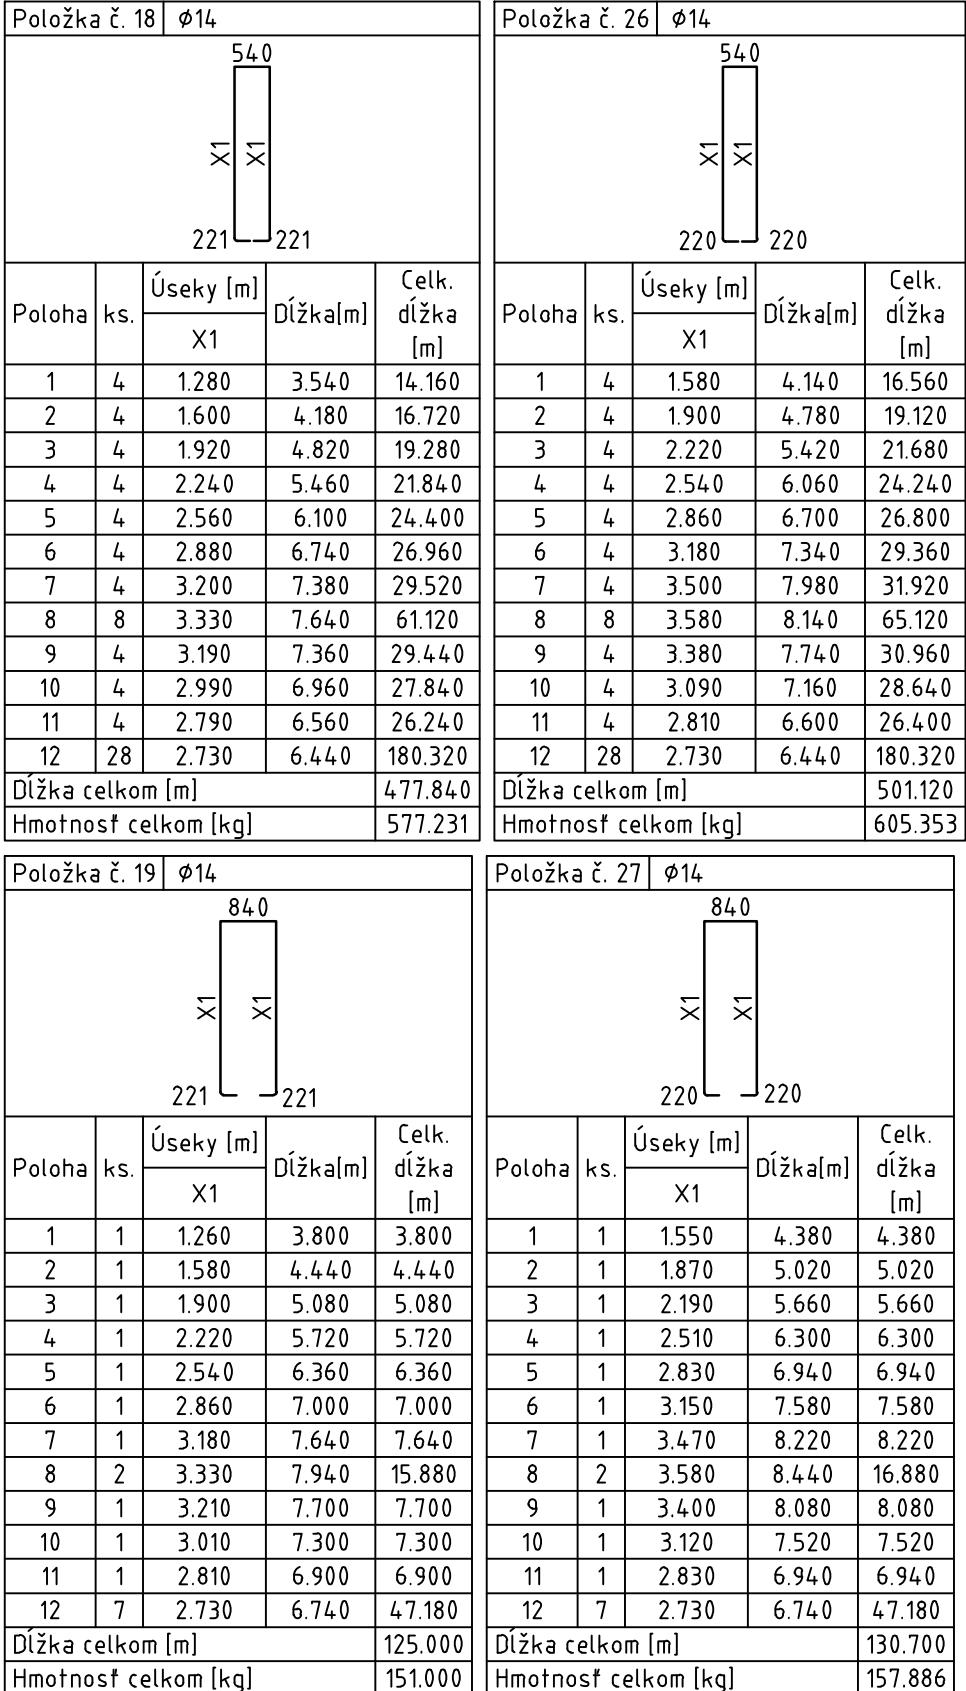 Položka č. 18 ϕ14
540
X1 X1
221 221
Poloha ks. Úseky [m] X1 Dĺžka[m] Celk. dĺžka [m]
1 4 1.280 3.540 14.160
2 4 1.600 4.180 16.720
3 4 1.920 4.820 19.280
4 4 2.240 5.460 21.840
5 4 2.560 6.100 24.400
6 4 2.880 6.740 26.960
7 4 3.200 7.380 29.520
8 8 3.330 7.640 61.120
9 4 3.190 7.360 29.440
10 4 2.990 6.960 27.840
11 4 2.790 6.560 26.240
12 28 2.730 6.440 180.320
Dĺžka celkom [m] 477.840
Hmotnosť celkom [kg] 577.231
Položka č. 26 ϕ14
540
X1 X1
220 220
Poloha ks. Úseky [m] X1 Dĺžka[m] Celk. dĺžka [m]
1 4 1.580 4.140 16.560
2 4 1.900 4.780 19.120
3 4 2.220 5.420 21.680
4 4 2.540 6.060 24.240
5 4 2.860 6.700 26.800
6 4 3.180 7.340 29.360
7 4 3.500 7.980 31.920
8 8 3.580 8.140 65.120
9 4 3.380 7.740 30.960
10 4 3.090 7.160 28.640
11 4 2.810 6.600 26.400
12 28 2.730 6.440 180.320
Dĺžka celkom [m] 501.120
Hmotnosť celkom [kg] 605.353
Položka č. 19 ϕ14
840
X1 X1
221 221
Poloha ks. Úseky [m] X1 Dĺžka[m] Celk. dĺžka [m]
1 1 1.260 3.800 3.800
2 1 1.580 4.440 4.440
3 1 1.900 5.080 5.080
4 1 2.220 5.720 5.720
5 1 2.540 6.360 6.360
6 1 2.860 7.000 7.000
7 1 3.180 7.640 7.640
8 2 3.330 7.940 15.880
9 1 3.210 7.700 7.700
10 1 3.010 7.300 7.300
11 1 2.810 6.900 6.900
12 7 2.730 6.740 47.180
Dĺžka celkom [m] 125.000
Hmotnosť celkom [kg] 151.000
Položka č. 27 ϕ14
840
X1 X1
220 220
Poloha ks. Úseky [m] X1 Dĺžka[m] Celk. dĺžka [m]
1 1 1.550 4.380 4.380
2 1 1.870 5.020 5.020
3 1 2.190 5.660 5.660
4 1 2.510 6.300 6.300
5 1 2.830 6.940 6.940
6 1 3.150 7.580 7.580
7 1 3.470 8.220 8.220
8 2 3.580 8.440 16.880
9 1 3.400 8.080 8.080
10 1 3.120 7.520 7.520
11 1 2.830 6.940 6.940
12 7 2.730 6.740 47.180
Dĺžka celkom [m] 130.700
Hmotnosť celkom [kg] 157.886